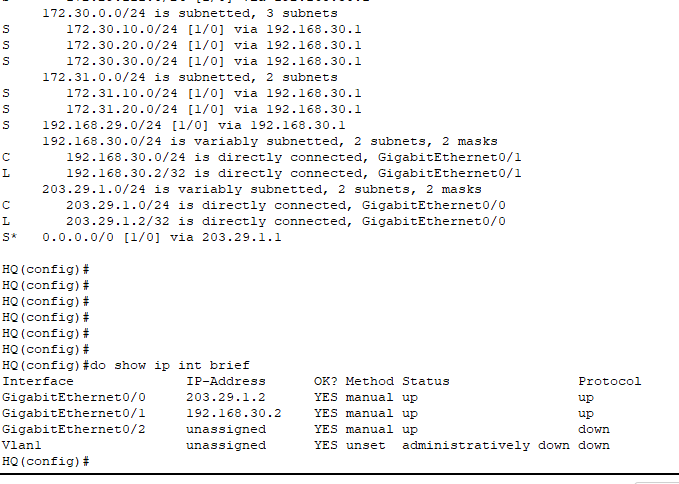 172.30.0.0/24 is subnetted, 3 subnets
S 172.30.10.0/24 [1/0] via 192.168.30.1
S 172.30.20.0/24 [1/0] via 192.168.30.1
S 172.30.30.0/24 [1/0] via 192.168.30.1
172.31.0.0/24 is subnetted, 2 subnets
S 172.31.10.0/24 [1/0] via 192.168.30.1
S 172.31.20.0/24 [1/0] via 192.168.30.1
S 192.168.29.0/24 [1/0] via 192.168.30.1
192.168.30.0/24 is variably subnetted, 2 subnets, 2 masks
C 192.168.30.0/24 is directly connected, GigabitEthernet0/1
L 192.168.30.2/32 is directly connected, GigabitEthernet0/1
203.29.1.0/24 is variably subnetted, 2 subnets, 2 masks
C 203.29.1.0/24 is directly connected, GigabitEthernet0/0
L 203.29.1.2/32 is directly connected, GigabitEthernet0/0
S* 0.0.0.0/0 [1/0] via 203.29.1.1
HQ(config)#
HQ(config)#
HQ(config)#
HQ(config)#
HQ(config)#
HQ(config)#
HQ(config)#do show ip int brief
Interface IP-Address OK? Method Status Protocol
GigabitEthernet0/0 203.29.1.2 YES manual up up
GigabitEthernet0/1 192.168.30.2 YES manual up up
GigabitEthernet0/2 unassigned YES manual up down
Vlan1 unassigned YES unset administratively down down
HQ(config)#